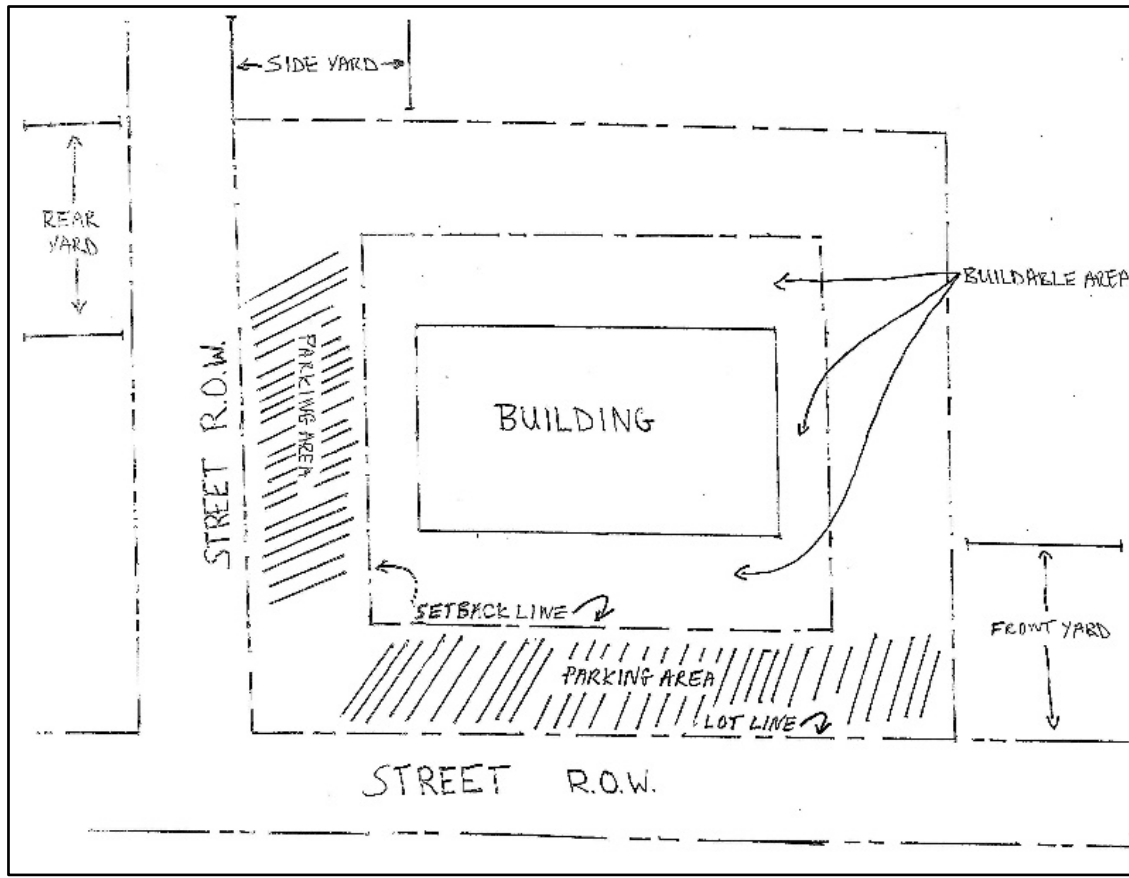 SIDE YARD
REAR
YARD
BUILDABLE AREA
STREET R.O.W.
PARKING AREA
BUILDING
SETBACK LINE
FRONT YARD
PARKING AREA
LOT LINE
STREET R.O.W.